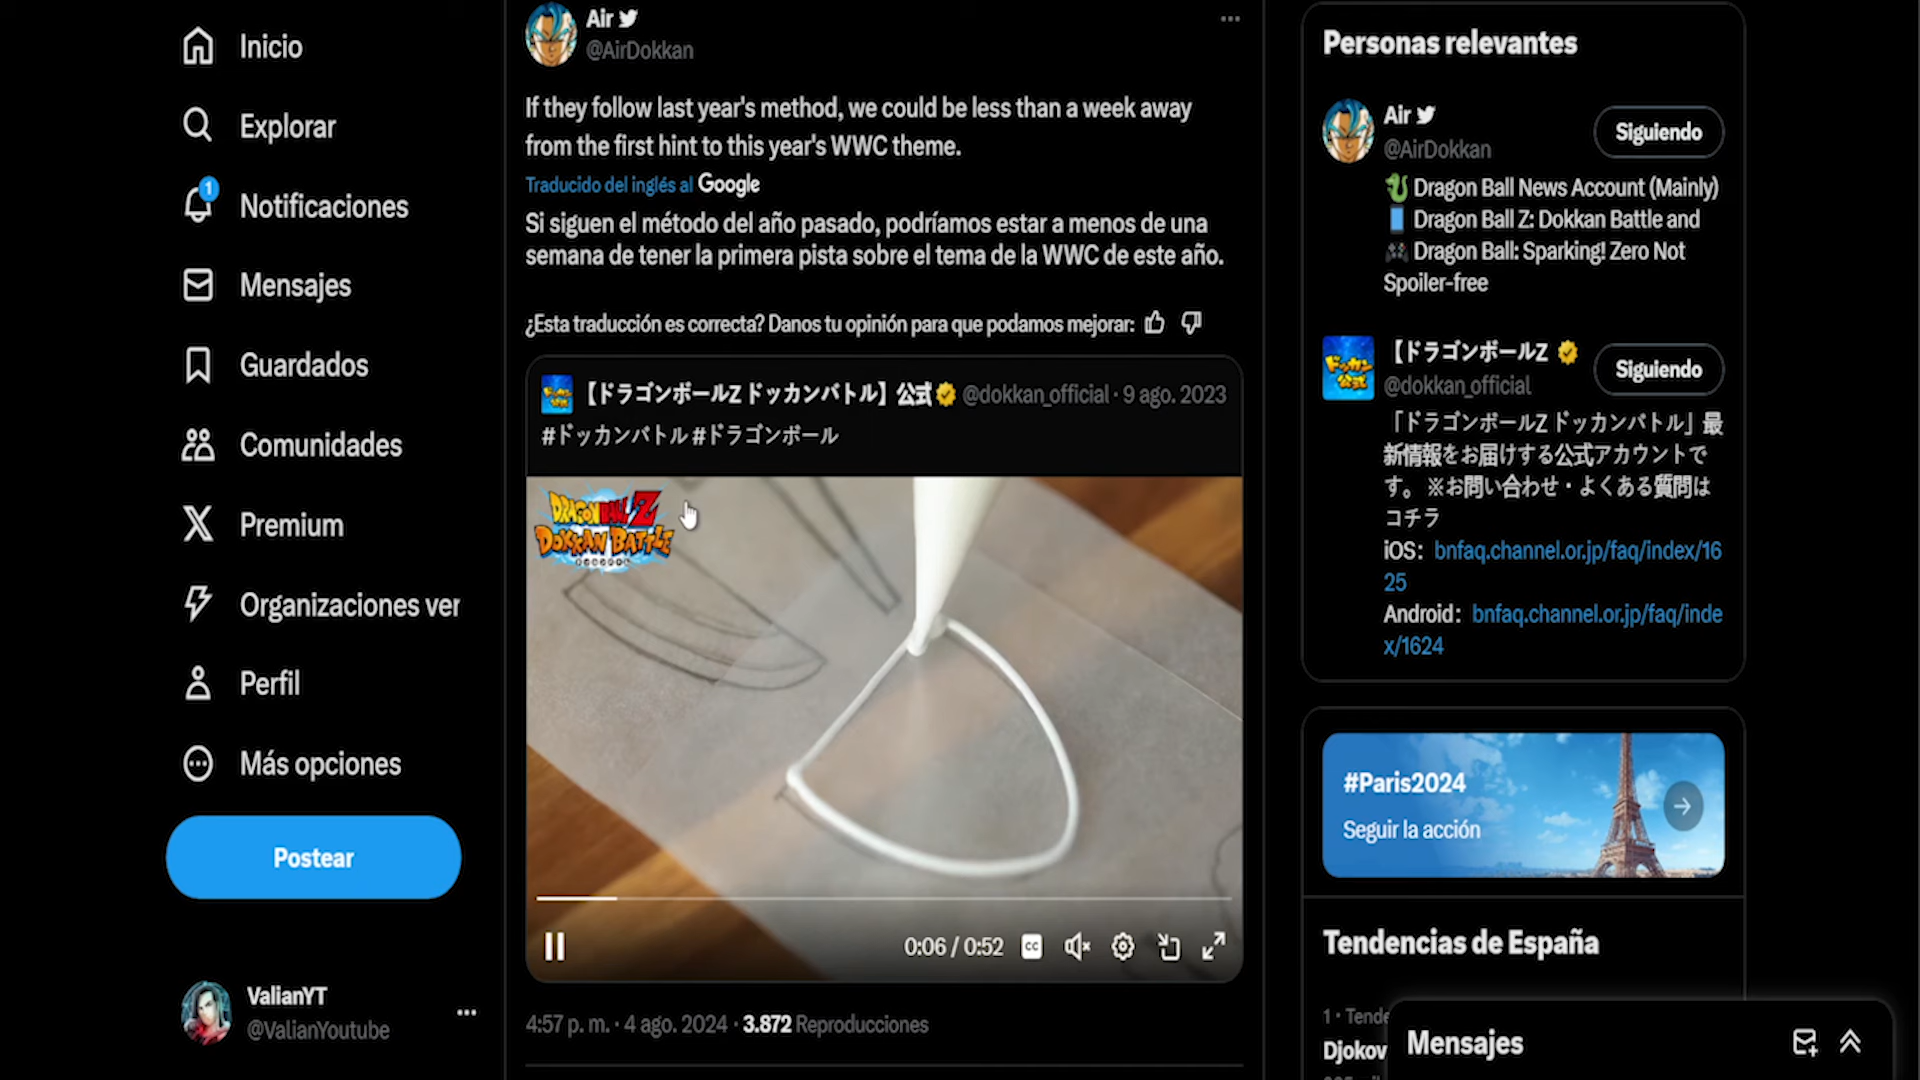 Inicio
Explorar
1
Notificaciones
Mensajes
Guardados
Comunidades
Premium
Organizaciones ver
Perfil
Más opciones
Postear
ValianYT
@ValianYoutube
Air
@AirDokkan
If they follow last year's method, we could be less than a week away
from the first hint to this year's WWC theme.
Traducido del inglés al Google
Si siguen el método del año pasado, podríamos estar a menos de una
semana de tener la primera pista sobre el tema de la WWC de este año.
¿Esta traducción es correcta? Danos tu opinión para que podamos mejorar:
【ドラゴンボールZ ドッカンバトル】公式 @dokkan_official · 9 ago. 2023
#ドッカンバトル #ドラゴンボール
DRAGON BALL Z
DOKKAN BATTLE
0:06 / 0:52
CC
4:57 p. m. · 4 ago. 2024 · 3.872 Reproducciones
Personas relevantes
Air
Siguiendo
@AirDokkan
Dragon Ball News Account (Mainly)
Dragon Ball Z: Dokkan Battle and
Dragon Ball: Sparking! Zero Not
Spoiler-free
ドッカン
公式
【ドラゴンボールZ
Siguiendo
@dokkan_official
「ドラゴンボールZ ドッカンバトル」最
新情報をお届けする公式アカウントで
す。 ※お問い合わせ・よくある質問は
コチラ
iOS： bnfaq.channel.or.jp/faq/index/16
25
Android： bnfaq.channel.or.jp/faq/inde
x/1624
#Paris2024
Seguir la acción
Tendencias de España
1 · Tende
Djokov
Mensajes